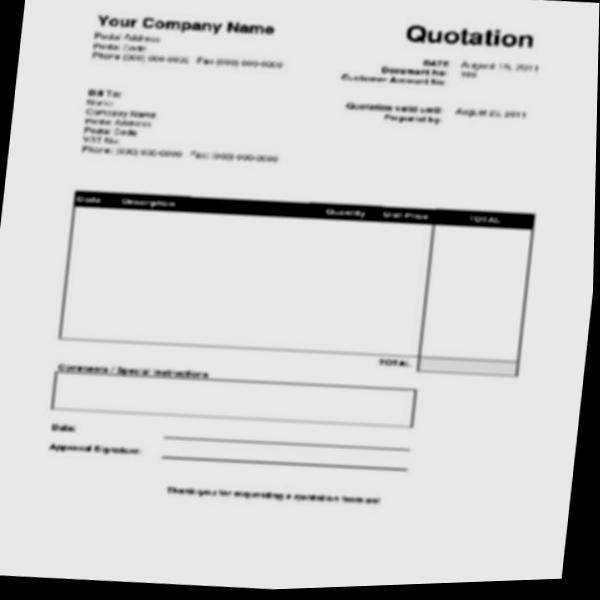 Your Company Name
Postal Address
Postal Code
Phone (000) 000-0000 Fax (000) 000-0000
Quotation
DATE August 2011
Document No: 
Customer Account No:
Quotation valid until: August 2011
Prepared by:
Bill To:
Name
Company Name
Postal Address
Postal Code
VAT No
Phone: (000) 000-0000 Fax: (000) 000-0000
Code Description Quantity Unit Price TOTAL
TOTAL
Comments / Special Instructions
Date:
Approval Signature:
Thank you for requesting a quotation from us!